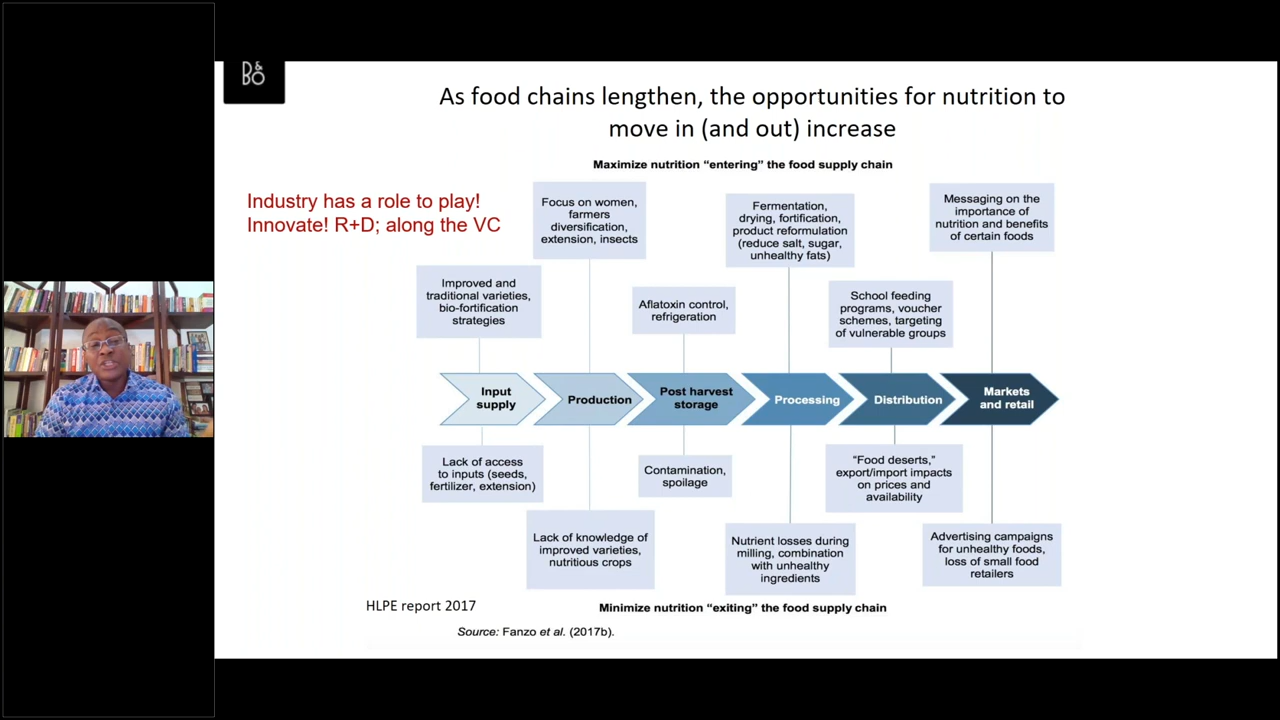 D&
BO
As food chains lengthen, the opportunities for nutrition to
move in (and out) increase
Maximize nutrition “entering” the food supply chain
Industry has a role to play!
Innovate! R+D; along the VC
Improved and
traditional varieties,
bio-fortification
strategies
Focus on women,
farmers
diversification,
extension, insects
Aflatoxin control,
refrigeration
Fermentation,
drying, fortification,
product reformulation
(reduce salt, sugar,
unhealthy fats)
School feeding
programs, voucher
schemes, targeting
of vulnerable groups
Messaging on the
importance of
nutrition and benefits
of certain foods
Input
supply
Production
Post harvest
storage
Processing
Distribution
Markets
and retail
Lack of access
to inputs (seeds,
fertilizer, extension)
Lack of knowledge of
improved varieties,
nutritious crops
Contamination,
spoilage
Nutrient losses during
milling, combination
with unhealthy
ingredients
“Food deserts,”
export/import impacts
on prices and
availability
Advertising campaigns
for unhealthy foods,
loss of small food
retailers
HLPE report 2017
Minimize nutrition “exiting” the food supply chain
Source: Fanzo et al. (2017b).